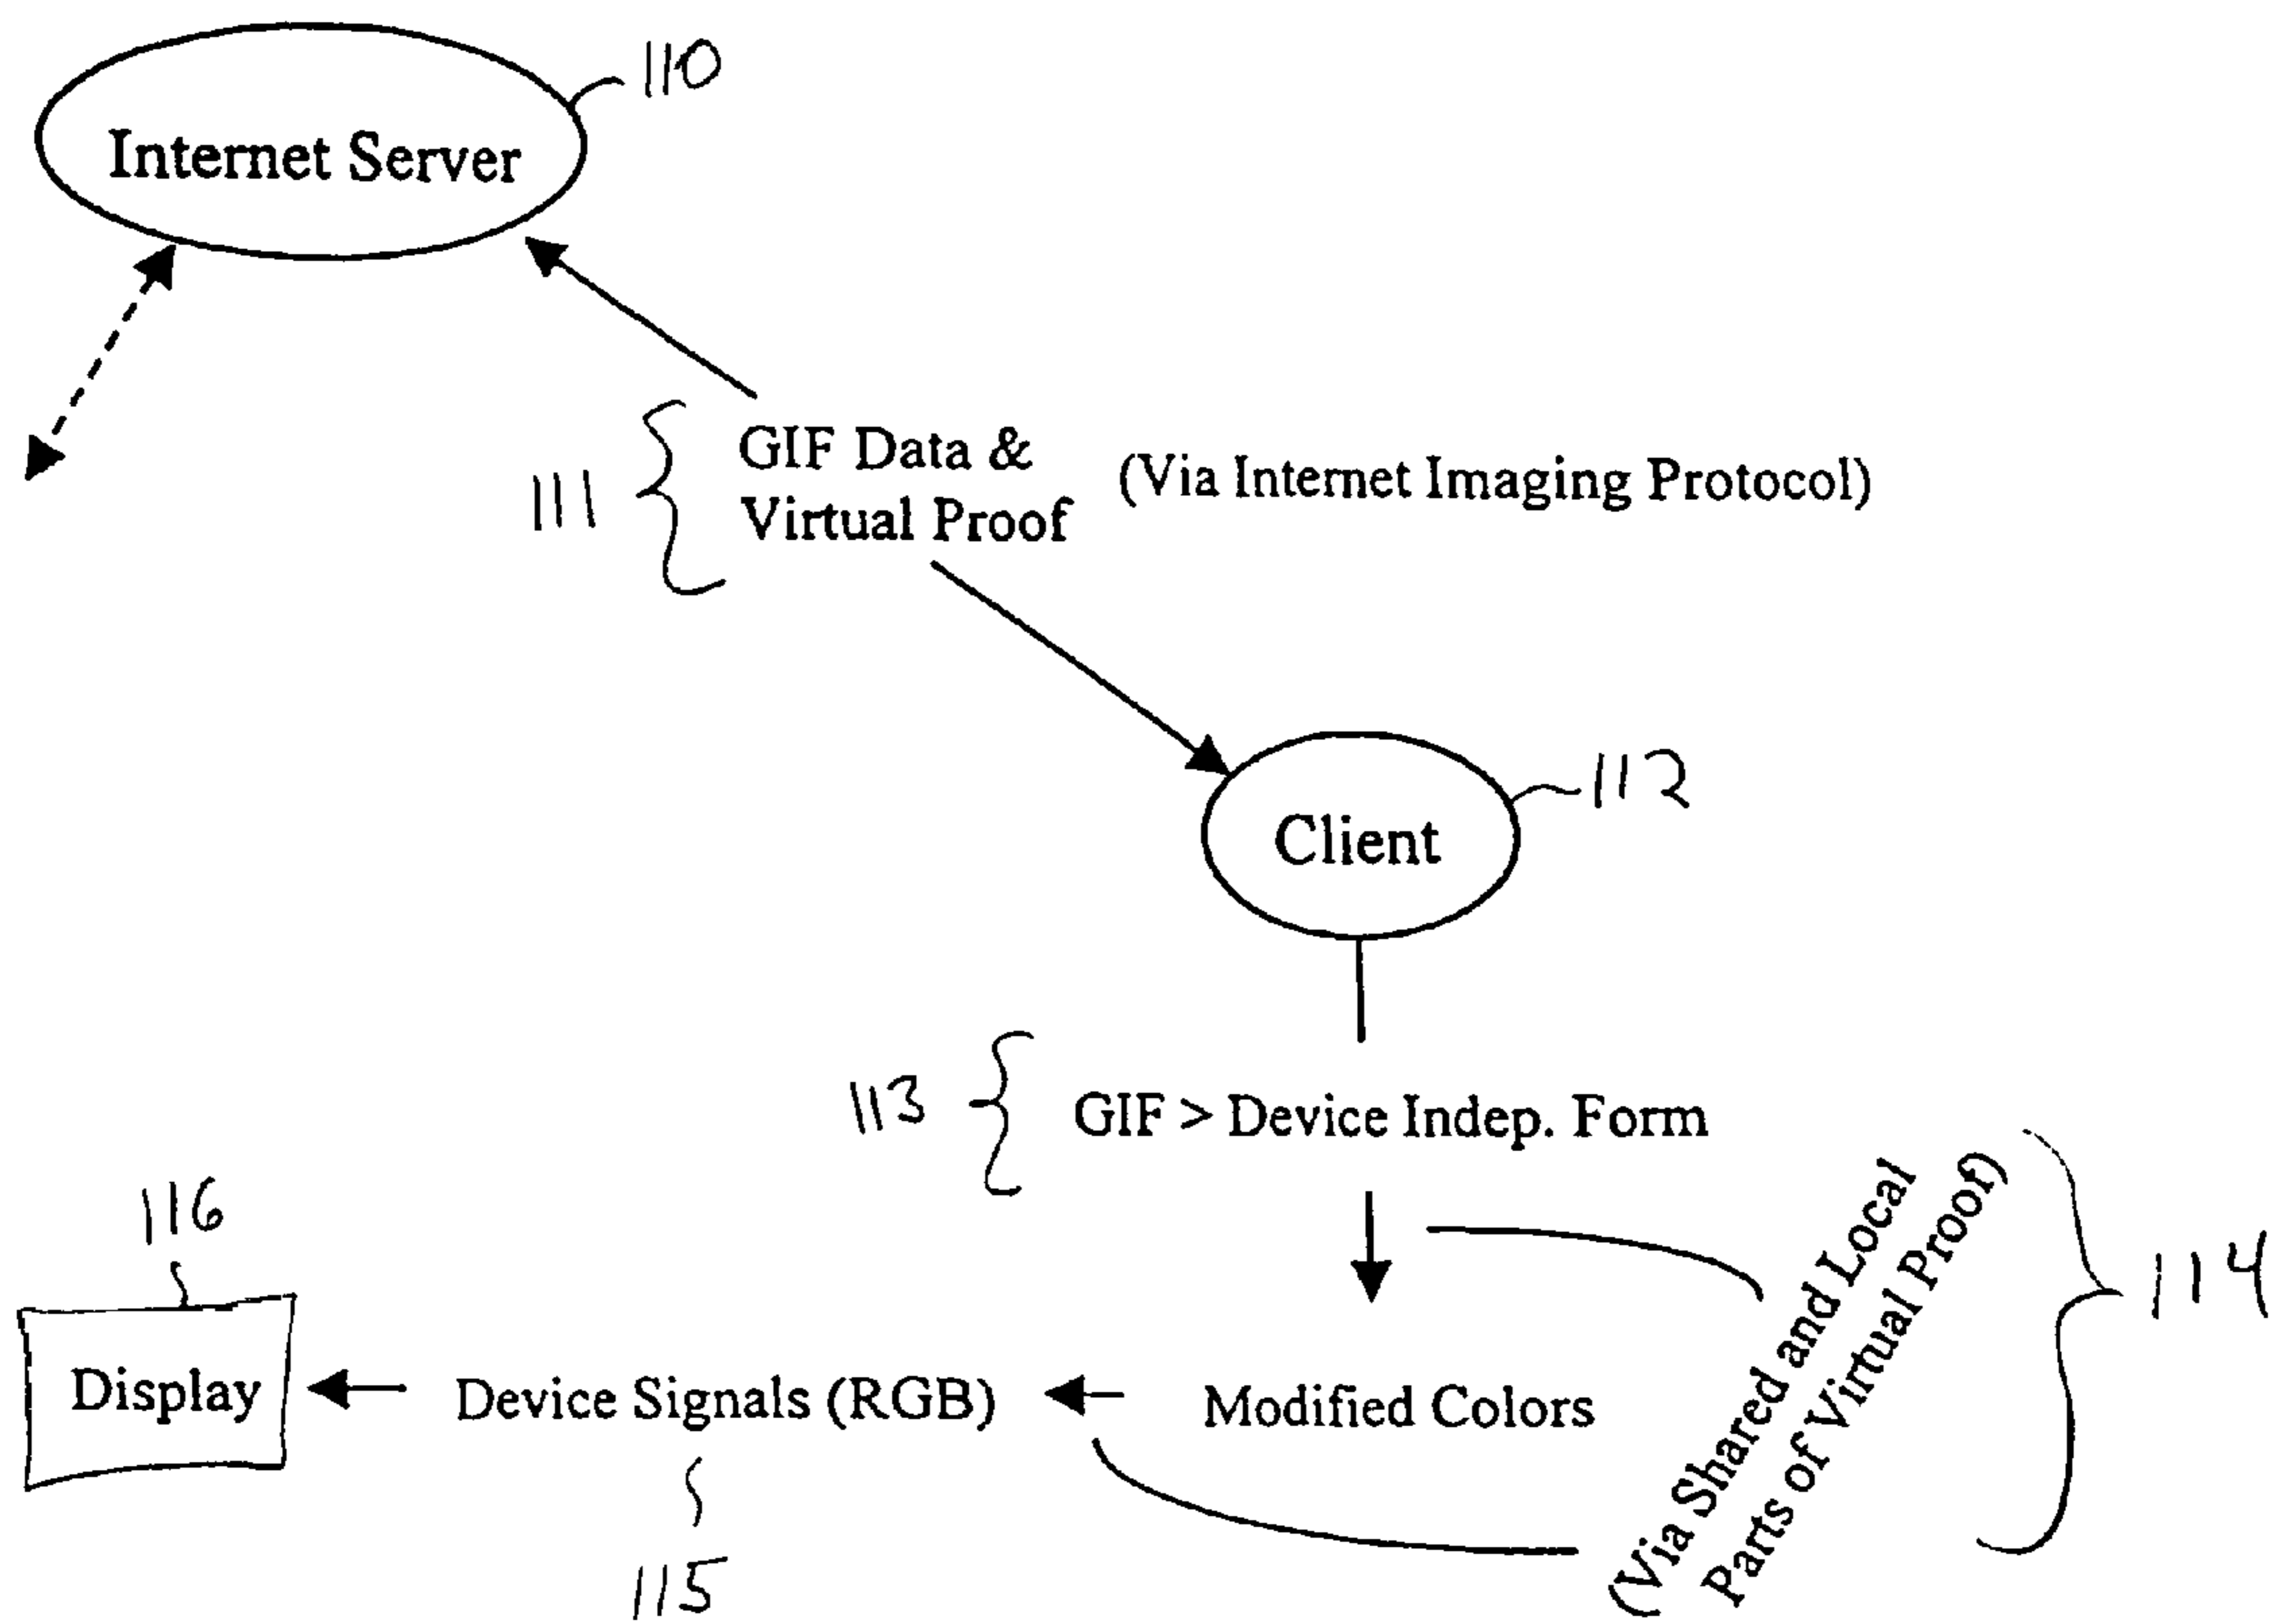 110
Internet Server
GIF Data &
Virtual Proof
(Via Internet Imaging Protocol)
111
112
Client
113
GIF > Device Indep. Form
116
114
(Via Shared and Local
Parts of Virtual Proof)
Display
Device Signals (RGB)
Modified Colors
115